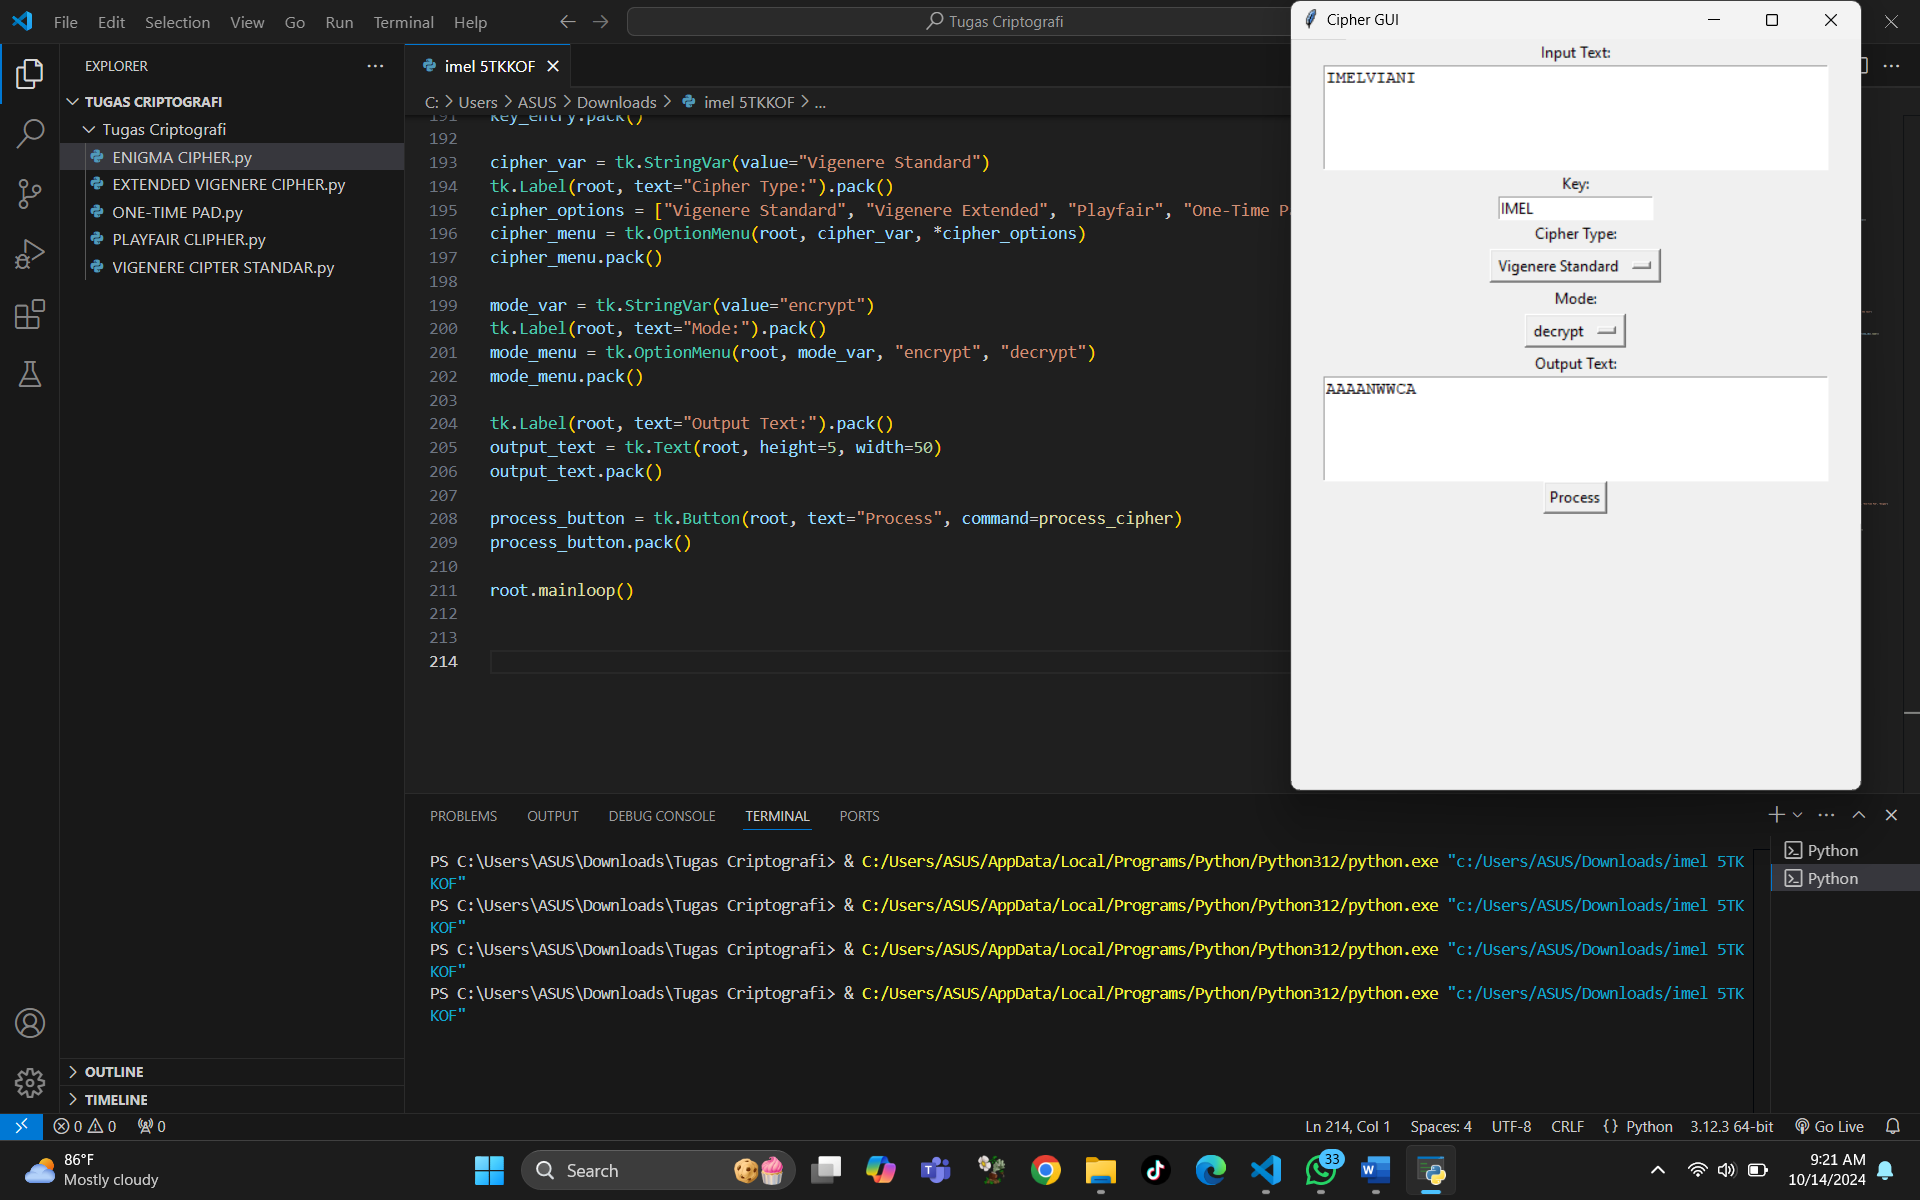 File Edit Selection View Go Run Terminal Help
Tugas Criptografi
EXPLORER
TUGAS CRIPTOGRAFI
Tugas Criptografi
ENIGMA CIPHER.py
EXTENDED VIGENERE CIPHER.py
ONE-TIME PAD.py
PLAYFAIR CLIPHER.py
VIGENERE CIPTER STANDAR.py
OUTLINE
TIMELINE
imel 5TKKOF
C: > Users > ASUS > Downloads > imel 5TKKOF > ...
191 key_entry.pack()
192
193 cipher_var = tk.StringVar(value="Vigenere Standard")
194 tk.Label(root, text="Cipher Type:").pack()
195 cipher_options = ["Vigenere Standard", "Vigenere Extended", "Playfair", "One-Time P
196 cipher_menu = tk.OptionMenu(root, cipher_var, *cipher_options)
197 cipher_menu.pack()
198
199 mode_var = tk.StringVar(value="encrypt")
200 tk.Label(root, text="Mode:").pack()
201 mode_menu = tk.OptionMenu(root, mode_var, "encrypt", "decrypt")
202 mode_menu.pack()
203
204 tk.Label(root, text="Output Text:").pack()
205 output_text = tk.Text(root, height=5, width=50)
206 output_text.pack()
207
208 process_button = tk.Button(root, text="Process", command=process_cipher)
209 process_button.pack()
210
211 root.mainloop()
212
213
214
Cipher GUI
Input Text:
IMELVIANI
Key:
IMEL
Cipher Type:
Vigenere Standard
Mode:
decrypt
Output Text:
AAAANWWCA
Process
PROBLEMS OUTPUT DEBUG CONSOLE TERMINAL PORTS
PS C:\Users\ASUS\Downloads\Tugas Criptografi> & C:/Users/ASUS/AppData/Local/Programs/Python/Python312/python.exe "c:/Users/ASUS/Downloads/imel 5TK
KOF"
PS C:\Users\ASUS\Downloads\Tugas Criptografi> & C:/Users/ASUS/AppData/Local/Programs/Python/Python312/python.exe "c:/Users/ASUS/Downloads/imel 5TK
KOF"
PS C:\Users\ASUS\Downloads\Tugas Criptografi> & C:/Users/ASUS/AppData/Local/Programs/Python/Python312/python.exe "c:/Users/ASUS/Downloads/imel 5TK
KOF"
PS C:\Users\ASUS\Downloads\Tugas Criptografi> & C:/Users/ASUS/AppData/Local/Programs/Python/Python312/python.exe "c:/Users/ASUS/Downloads/imel 5TK
KOF"
Python
Python
0 0 0
Ln 214, Col 1 Spaces: 4 UTF-8 CRLF {} Python 3.12.3 64-bit Go Live
86°F
Mostly cloudy
Search
33
9:21 AM
10/14/2024